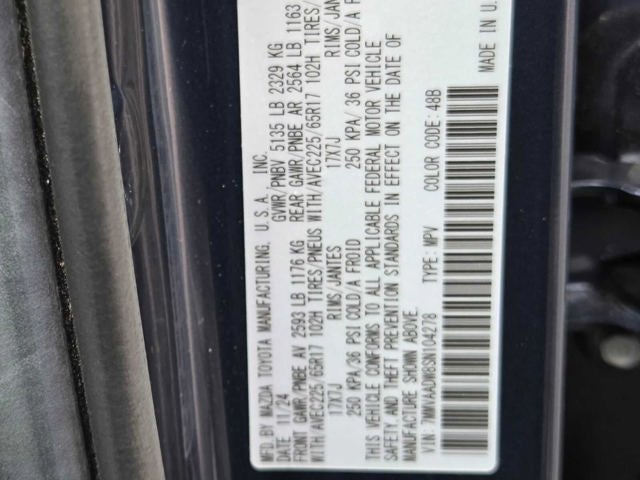 MFD BY MAZDA TOYOTA MANUFACTURING, U.S.A., INC.
DATE: 11/24 GVWR/PNBV 5135 LB 2329 KG
FRONT GAWR/PNBE AV 2593 LB 1176 KG REAR GAWR/PNBE AR 2564 LB 1163
WITH/AVEC225/65R17 102H TIRES/PNEUS WITH/AVEC225/65R17 102H TIRES/
17X7J RIMS/JANTES 17X7J RIMS/JAN
250 KPA/36 PSI COLD/A FROID 250 KPA/36 PSI COLD/A F
THIS VEHICLE CONFORMS TO ALL APPLICABLE FEDERAL MOTOR VEHICLE
SAFETY AND THEFT PREVENTION STANDARDS IN EFFECT ON THE DATE OF
MANUFACTURE SHOWN ABOVE.
VIN: 7MMVAADW8SN104278 TYPE: MPV COLOR CODE: 48B
MADE IN U.